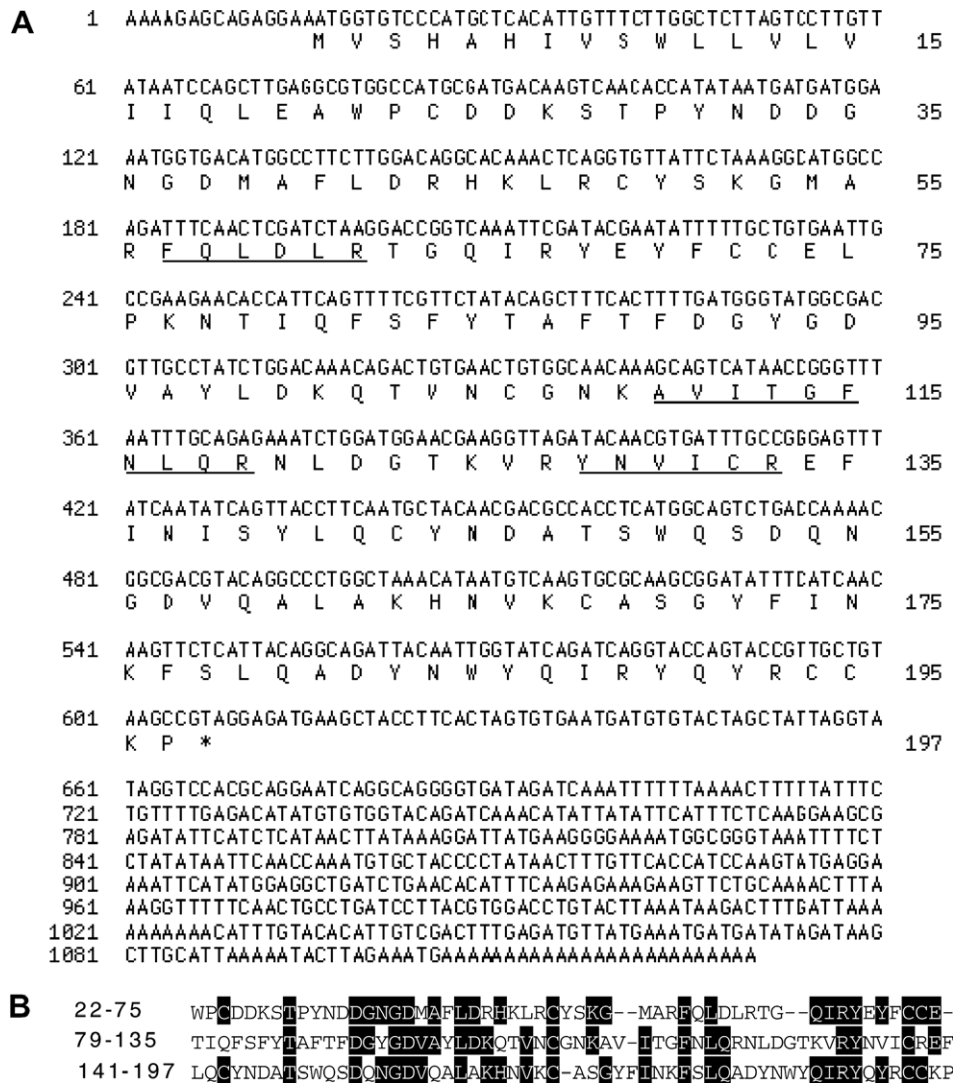 A
1 AAAAGAGCAGAGGAAATGGTGTCCCATGCTCACATTGTTTCTTGGCTCTTAGTCCTTGTT
M V S H A H I V S W L L V L V 15
61 ATAATCCAGCTTGAGGCGTGGCCATGCGATGACAAGTCAACACCATATAATGATGATGGA
I I Q L E A W P C D D K S T P Y N D D G 35
121 AATGGTGACATGGCCTTCTTGGACAGGCACAAACTCAGGTGTTATTCTAAAGGCATGGCC
N G D M A F L D R H K L R C Y S K G M A 55
181 AGATTTCAACTCGATCTAAGGACCGGTCAAATTCGATACGAATATTTTTGCTGTGAATTG
R F Q L D L R T G Q I R Y E Y F C C E L 75
241 CCGAAGAACACCATTCAGTTTTCGTTCTATACAGCTTTCACTTTTGATGGGTATGGCGAC
P K N T I Q F S F Y T A F T F D G Y G D 95
301 GTTGCCTATCTGGACAAACAGACTGTGAACTGTGGCAACAAAGCAGTCATAACCGGGTTT
V A Y L D K Q T V N C G N K A V I T G F 115
361 AATTTGCAGAGAAATCTGGATGGAACGAAGGTTAGATACAACGTGATTTGCCGGGAGTTT
N L Q R N L D G T K V R Y N V I C R E F 135
421 ATCAATATCAGTTACCTTCAATGCTACAACGACGCCACCTCATGGCAGTCTGACCAAAAC
I N I S Y L Q C Y N D A T S W Q S D Q N 155
481 GGCGACGTACAGGCCCTGGCTAAACATAATGTCAAGTGCGCAAGCGGATATTTCATCAAC
G D V Q A L A K H N V K C A S G Y F I N 175
541 AAGTTCTCATTACAGGCAGATTACAATTGGTATCAGATCAGGTACCAGTACCGTTGCTGT
K F S L Q A D Y N W Y Q I R Y Q Y R C C 195
601 AAGCCGTAGGAGATGAAGCTACCTTCACTAGTGTGAATGATGTGTACTAGCTATTAGGTA
K P * 197
661 TAGGTCCACGCAGGAATCAGGCAGGGGTGATAGATCAAATTTTTTAAAACTTTTTATTTC
721 TGTTTTGAGACATATGTGTGGTACAGATCAAACATATTATATTCATTTCTCAAGGAAGCG
781 AGATATTCATCTCATAACTTATAAAGGATTATGAAGGGGAAAATGGCGGGTAAATTTTCT
841 CTATATAATTCAACCAAATGTGCTACCCCTATAACTTTGTTCACCATCCAAGTATGAGGA
901 AAATTCATATGGAGGCTGATCTGAACACATTTCAAGAGAAAGAAGTTCTGCAAAACTTTA
961 AAGGTTTTTCAACTGCCTGATCCTTACGTGGACCTGTACTTAAATAAGACTTTGATTAAA
1021 AAAAAAACATTTGTACACATTGTCGACTTTGAGATGTTATGAAATGATGATATAGATAAG
1081 CTTGCATTAAAAATACTTAGAAATGAAAAAAAAAAAAAAAAAAAAAAAA
B
22-75 WPCDDKSTPYNDDGNGDMAFLDRHKLRCYSKG--MARFQLDLRTG--QIRYEYFCCE-
79-135 TIQFSFYTAFTFDGYGDVAYLDKQTVNCGNKAV-ITGFNLQRNLDGTKVRYNVICREF
141-197 LQCYNDATSWQSDQNGDVQALAKHNVKC-ASGYFINKFSLQADYNWYQIRYQYRCCKP